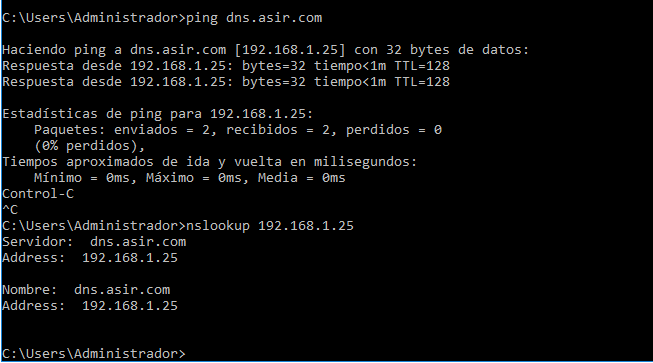 C:\Users\Administrador>ping dns.asir.com
Haciendo ping a dns.asir.com [192.168.1.25] con 32 bytes de datos:
Respuesta desde 192.168.1.25: bytes=32 tiempo<1m TTL=128
Respuesta desde 192.168.1.25: bytes=32 tiempo<1m TTL=128
Estadísticas de ping para 192.168.1.25:
    Paquetes: enviados = 2, recibidos = 2, perdidos = 0
    (0% perdidos),
Tiempos aproximados de ida y vuelta en milisegundos:
    Mínimo = 0ms, Máximo = 0ms, Media = 0ms
Control-C
^C
C:\Users\Administrador>nslookup 192.168.1.25
Servidor:  dns.asir.com
Address:  192.168.1.25
Nombre:  dns.asir.com
Address:  192.168.1.25
C:\Users\Administrador>